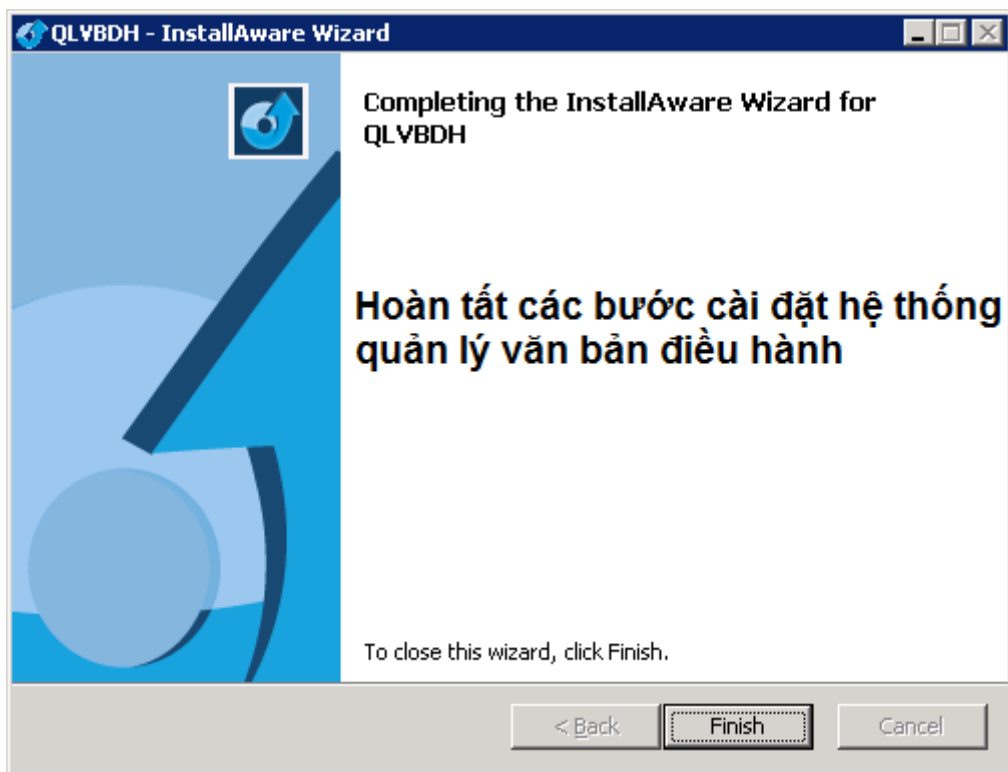 QLVBDH - InstallAware Wizard
Completing the InstallAware Wizard for
QLVBDH
Hoàn tất các bước cài đặt hệ thống
quản lý văn bản điều hành
To close this wizard, click Finish.
< Back
Finish
Cancel